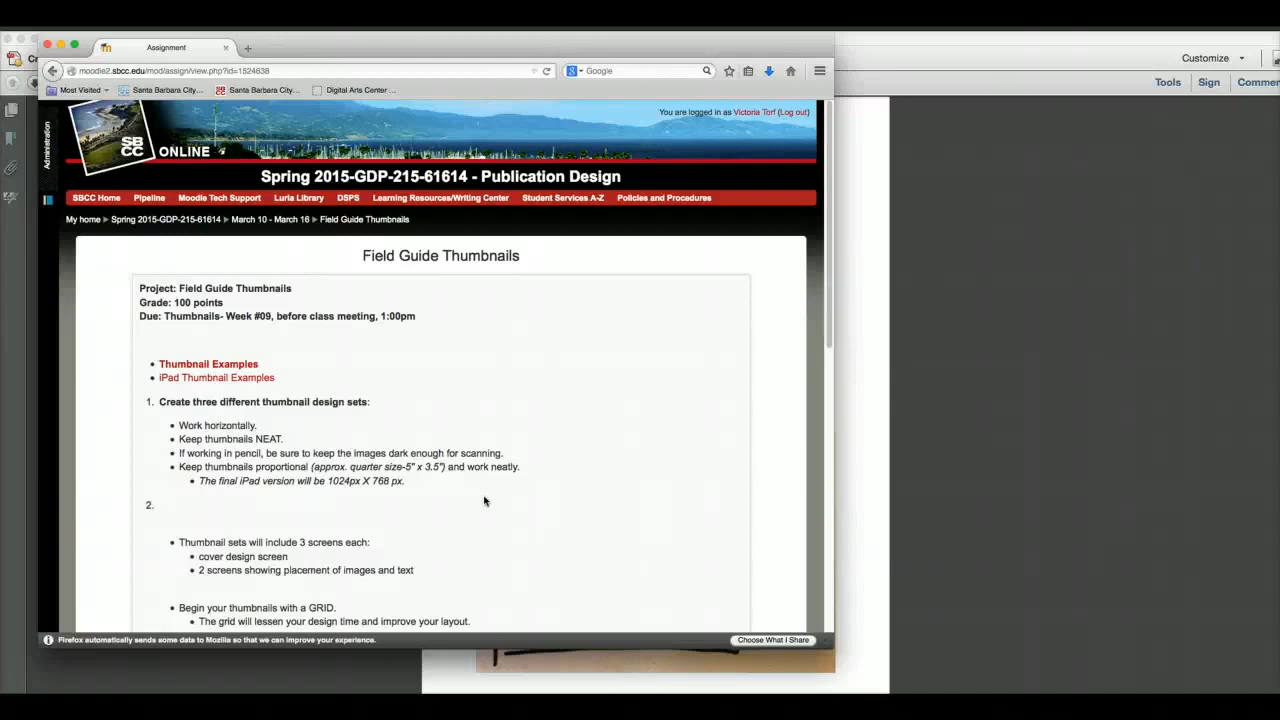 Assignment
Cr
Customize
moodle2.sbcc.edu/mod/assign/view.php?id=1524638
Google
Tools Sign Comme
Most Visited Santa Barbara City... Santa Barbara City... Digital Arts Center ...
You are logged in as Victoria Torf (Log out)
Administration
SB
CC ONLINE
Spring 2015-GDP-215-61614 - Publication Design
SBCC Home Pipeline Moodle Tech Support Luria Library DSPS Learning Resources/Writing Center Student Services A-Z Policies and Procedures
My home Spring 2015-GDP-215-61614 March 10 - March 16 Field Guide Thumbnails
Field Guide Thumbnails
Project: Field Guide Thumbnails
Grade: 100 points
Due: Thumbnails- Week #09, before class meeting, 1:00pm
• Thumbnail Examples
• iPad Thumbnail Examples
1. Create three different thumbnail design sets:
• Work horizontally.
• Keep thumbnails NEAT.
• If working in pencil, be sure to keep the images dark enough for scanning.
• Keep thumbnails proportional (approx. quarter size-5" x 3.5") and work neatly.
• The final iPad version will be 1024px X 768 px.
2.
• Thumbnail sets will include 3 screens each:
• cover design screen
• 2 screens showing placement of images and text
• Begin your thumbnails with a GRID.
• The grid will lessen your design time and improve your layout.
Firefox automatically sends some data to Mozilla so that we can improve your experience. Choose What I Share